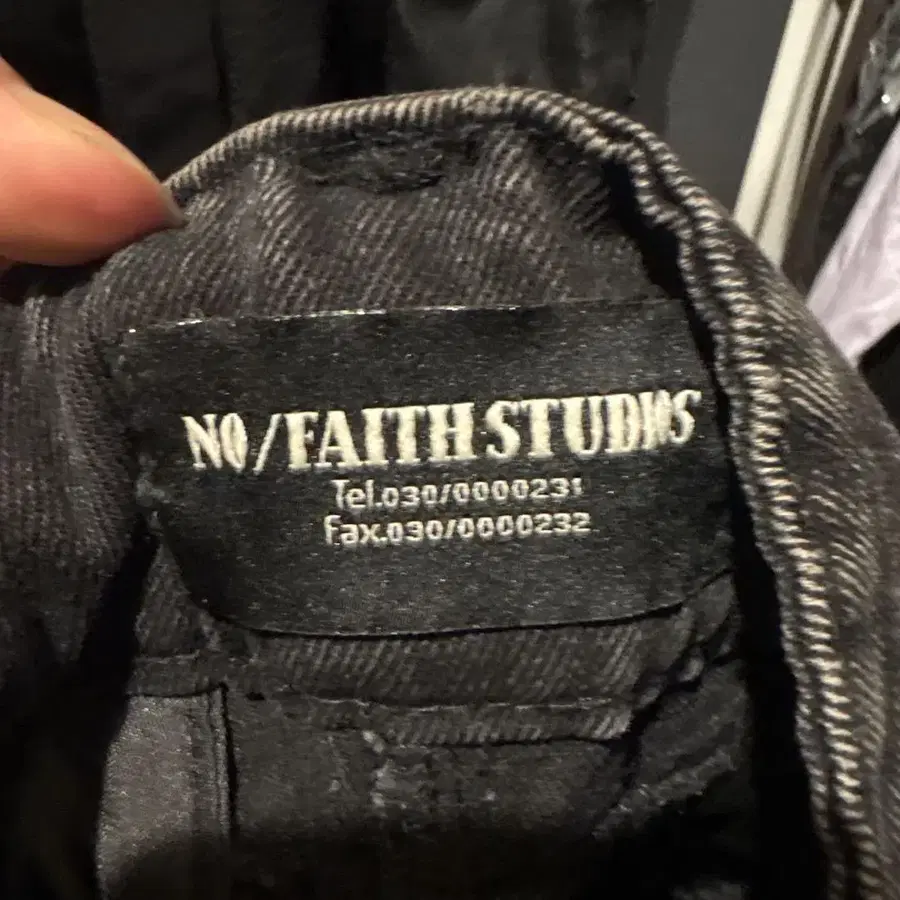 NO/FAITH STUDIOS
Tel.030/0000231
Fax.030/0000232